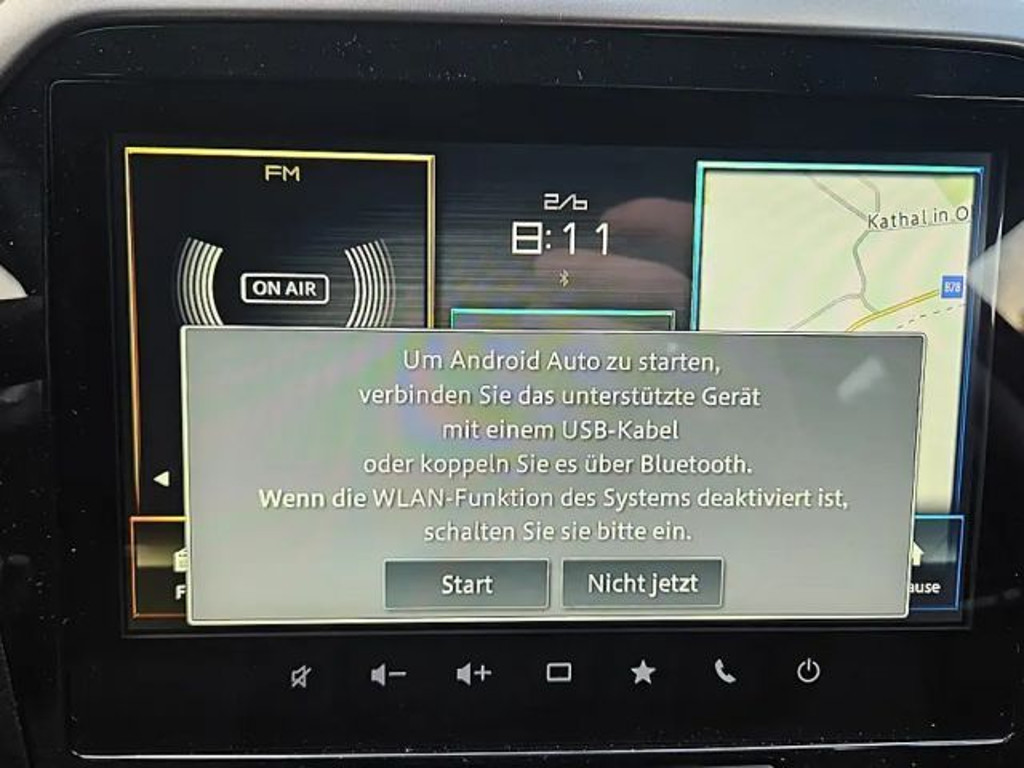 FM
2/6
8:11
ON AIR
Kathal in O
B78
Um Android Auto zu starten,
verbinden Sie das unterstützte Gerät
mit einem USB-Kabel
oder koppeln Sie es über Bluetooth.
Wenn die WLAN-Funktion des Systems deaktiviert ist,
schalten Sie sie bitte ein.
Start
Nicht jetzt
F
ause